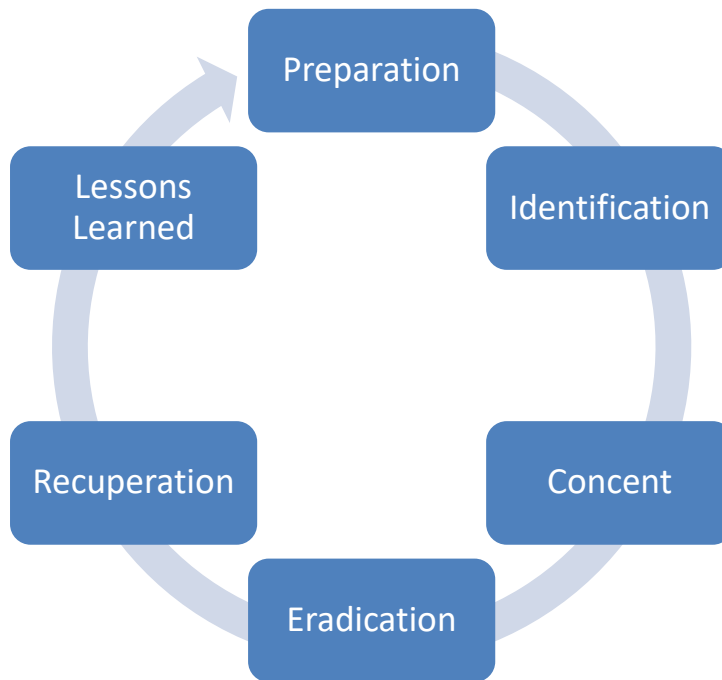 Preparation
Identification
Concent
Eradication
Recuperation
Lessons
Learned